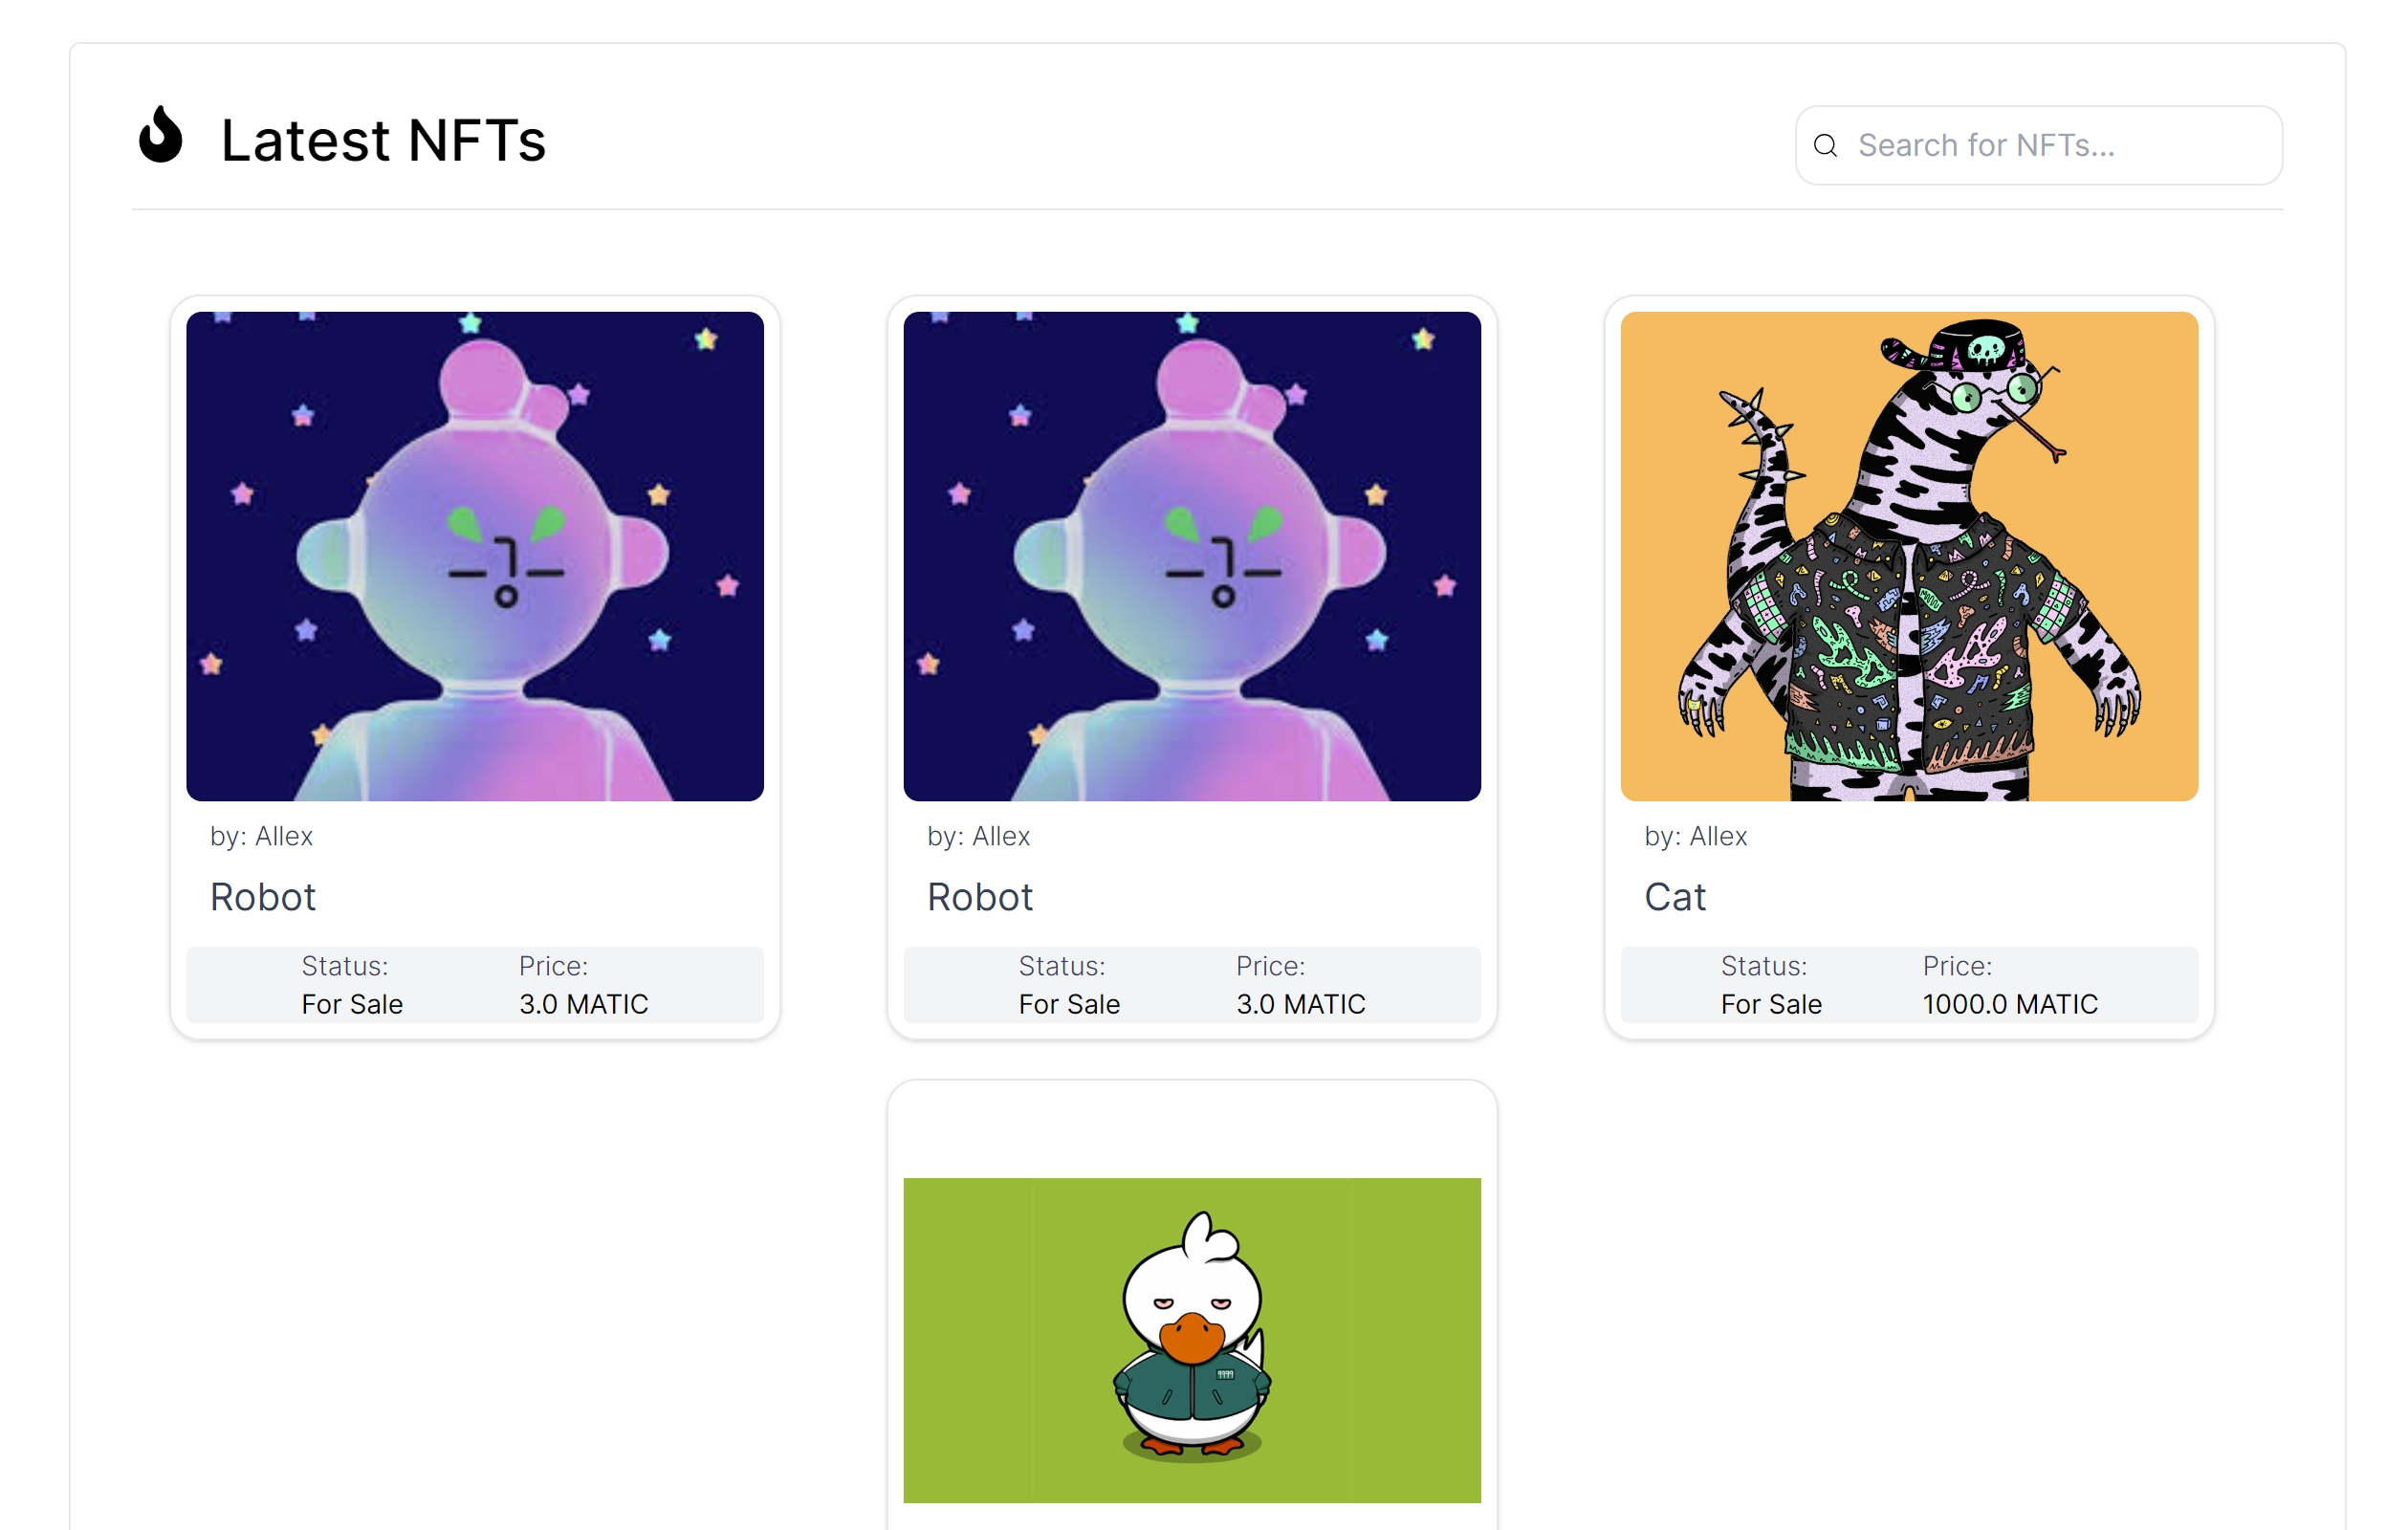 Latest NFTs
Search for NFTs...
by: Allex
Robot
Status:
For Sale
Price:
3.0 MATIC
by: Allex
Robot
Status:
For Sale
Price:
3.0 MATIC
by: Allex
Cat
Status:
For Sale
Price:
1000.0 MATIC
9999